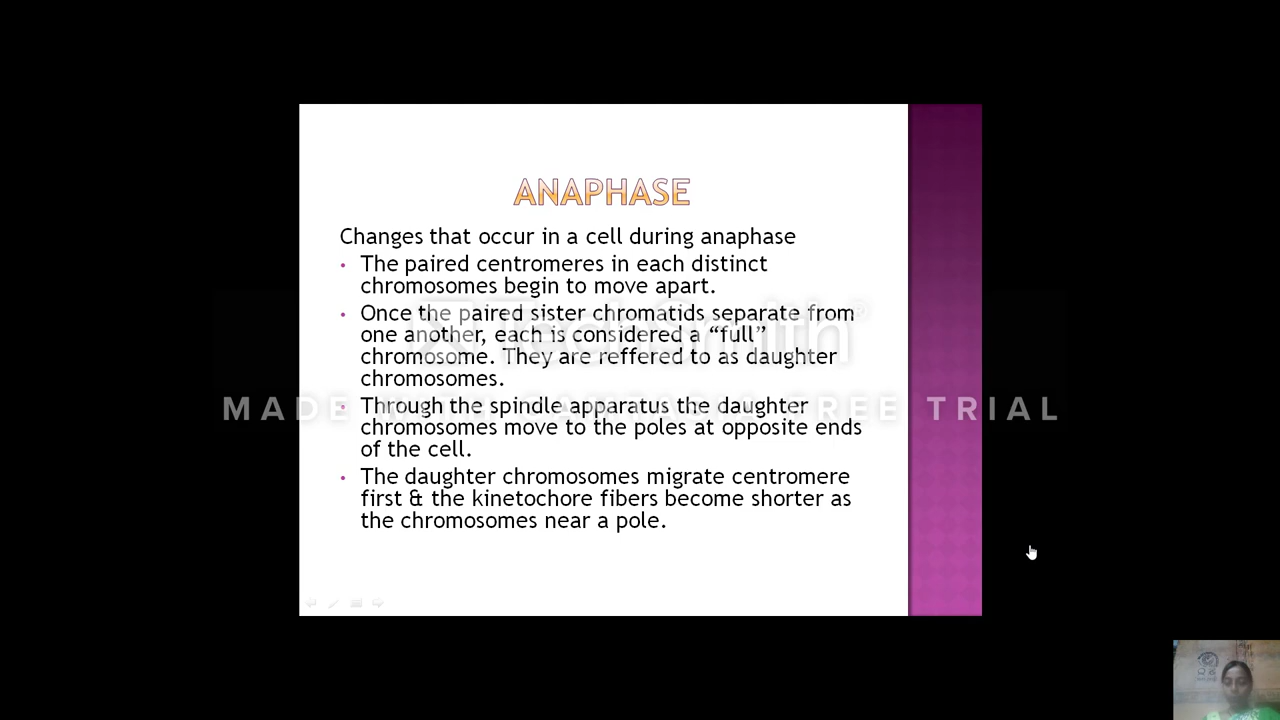 ANAPHASE
Changes that occur in a cell during anaphase
• The paired centromeres in each distinct
chromosomes begin to move apart.
• Once the paired sister chromatids separate from
one another, each is considered a “full”
chromosome. They are reffered to as daughter
chromosomes.
• Through the spindle apparatus the daughter
chromosomes move to the poles at opposite ends
of the cell.
• The daughter chromosomes migrate centromere
first & the kinetochore fibers become shorter as
the chromosomes near a pole.
TechSmith®
MADE WITH CAMTASIA FREE TRIAL